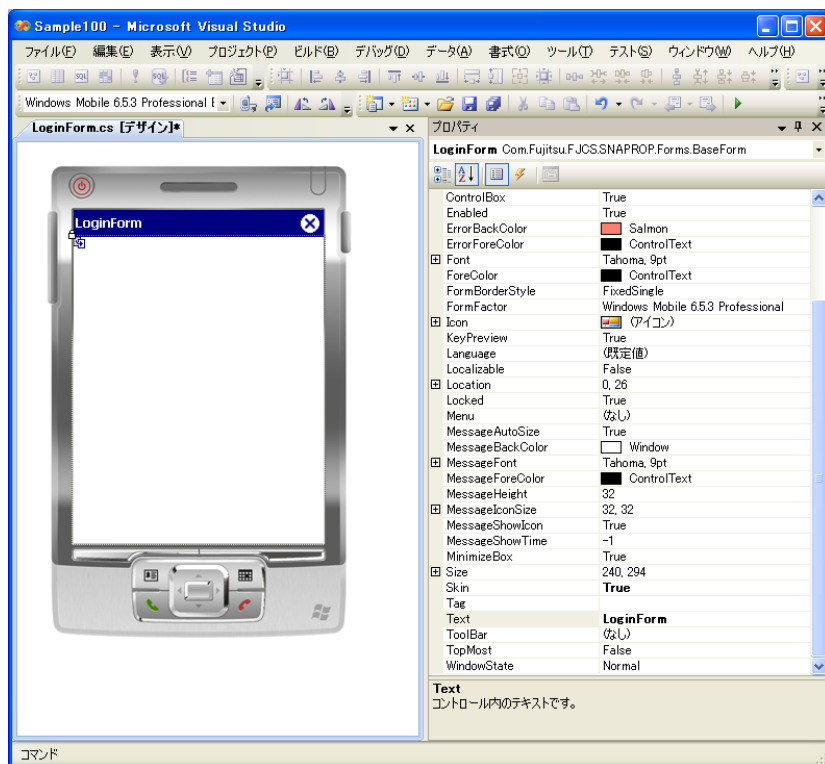 Sample100 - Microsoft Visual Studio
ファイル(F) 編集(E) 表示(V) プロジェクト(P) ビルド(B) デバッグ(D) データ(A) 書式(O) ツール(T) テスト(S) ウィンドウ(W) ヘルプ(H)
Windows Mobile 6.5.3 Professional E
LoginForm.cs [デザイン]*
プロパティ
LoginForm Com.Fujitsu.FJCS.SNAPROP.Forms.BaseForm
LoginForm
ControlBox True
Enabled True
ErrorBackColor Salmon
ErrorForeColor ControlText
Font Tahoma, 9pt
ForeColor ControlText
FormBorderStyle FixedSingle
FormFactor Windows Mobile 6.5.3 Professional
Icon (アイコン)
KeyPreview True
Language (既定値)
Localizable False
Location 0, 26
Locked True
Menu (なし)
MessageAutoSize True
MessageBackColor Window
MessageFont Tahoma, 9pt
MessageForeColor ControlText
MessageHeight 32
MessageIconSize 32, 32
MessageShowIcon True
MessageShowTime -1
MinimizeBox True
Size 240, 294
Skin True
Tag
Text LoginForm
ToolBar (なし)
TopMost False
WindowState Normal
Text
コントロール内のテキストです。
コマンド